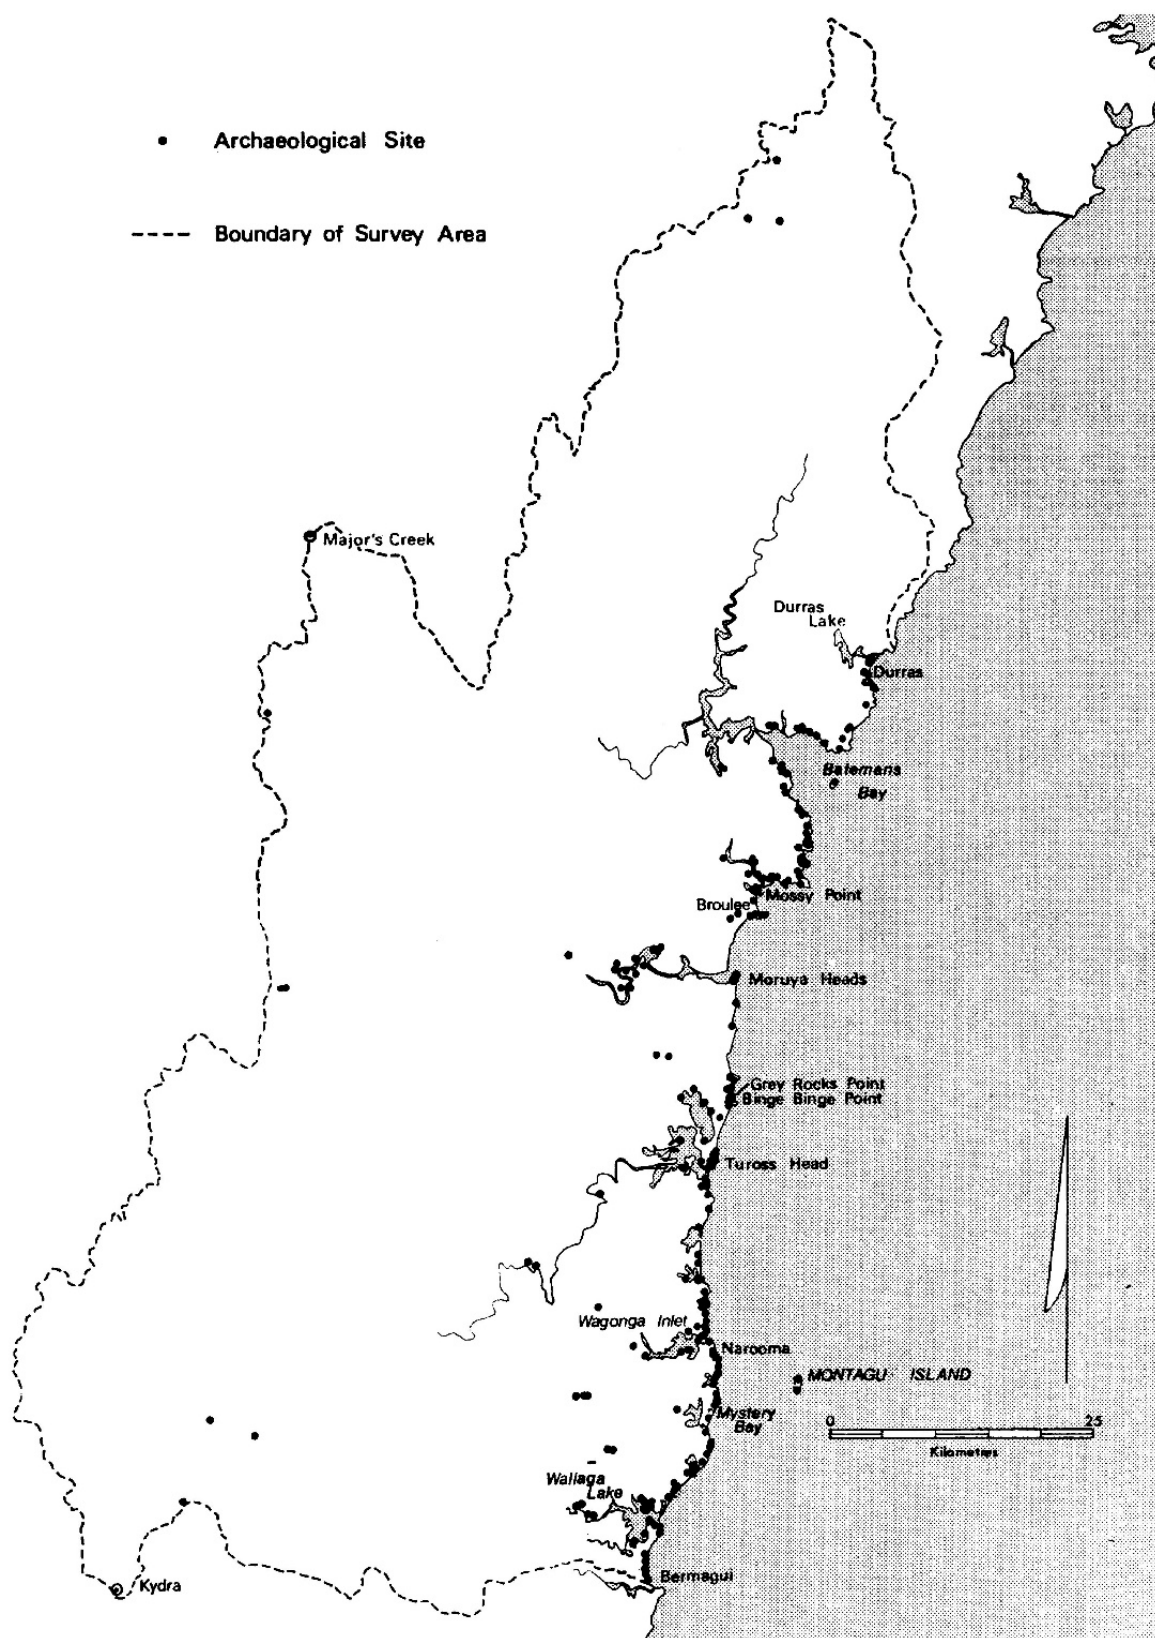 Archaeological Site
Boundary of Survey Area
Major's Creek
Durras
Lake
Durras
Batemans
Bay
Mossy Point
Broulee
Moruya Heads
Grey Rocks Point
Binge Binge Point
Tuross Head
Wagonga Inlet
Narooma
MONTAGU ISLAND
Mystery
Bay
0 25
Kilometres
Wallaga
Lake
Bermagui
Kydra